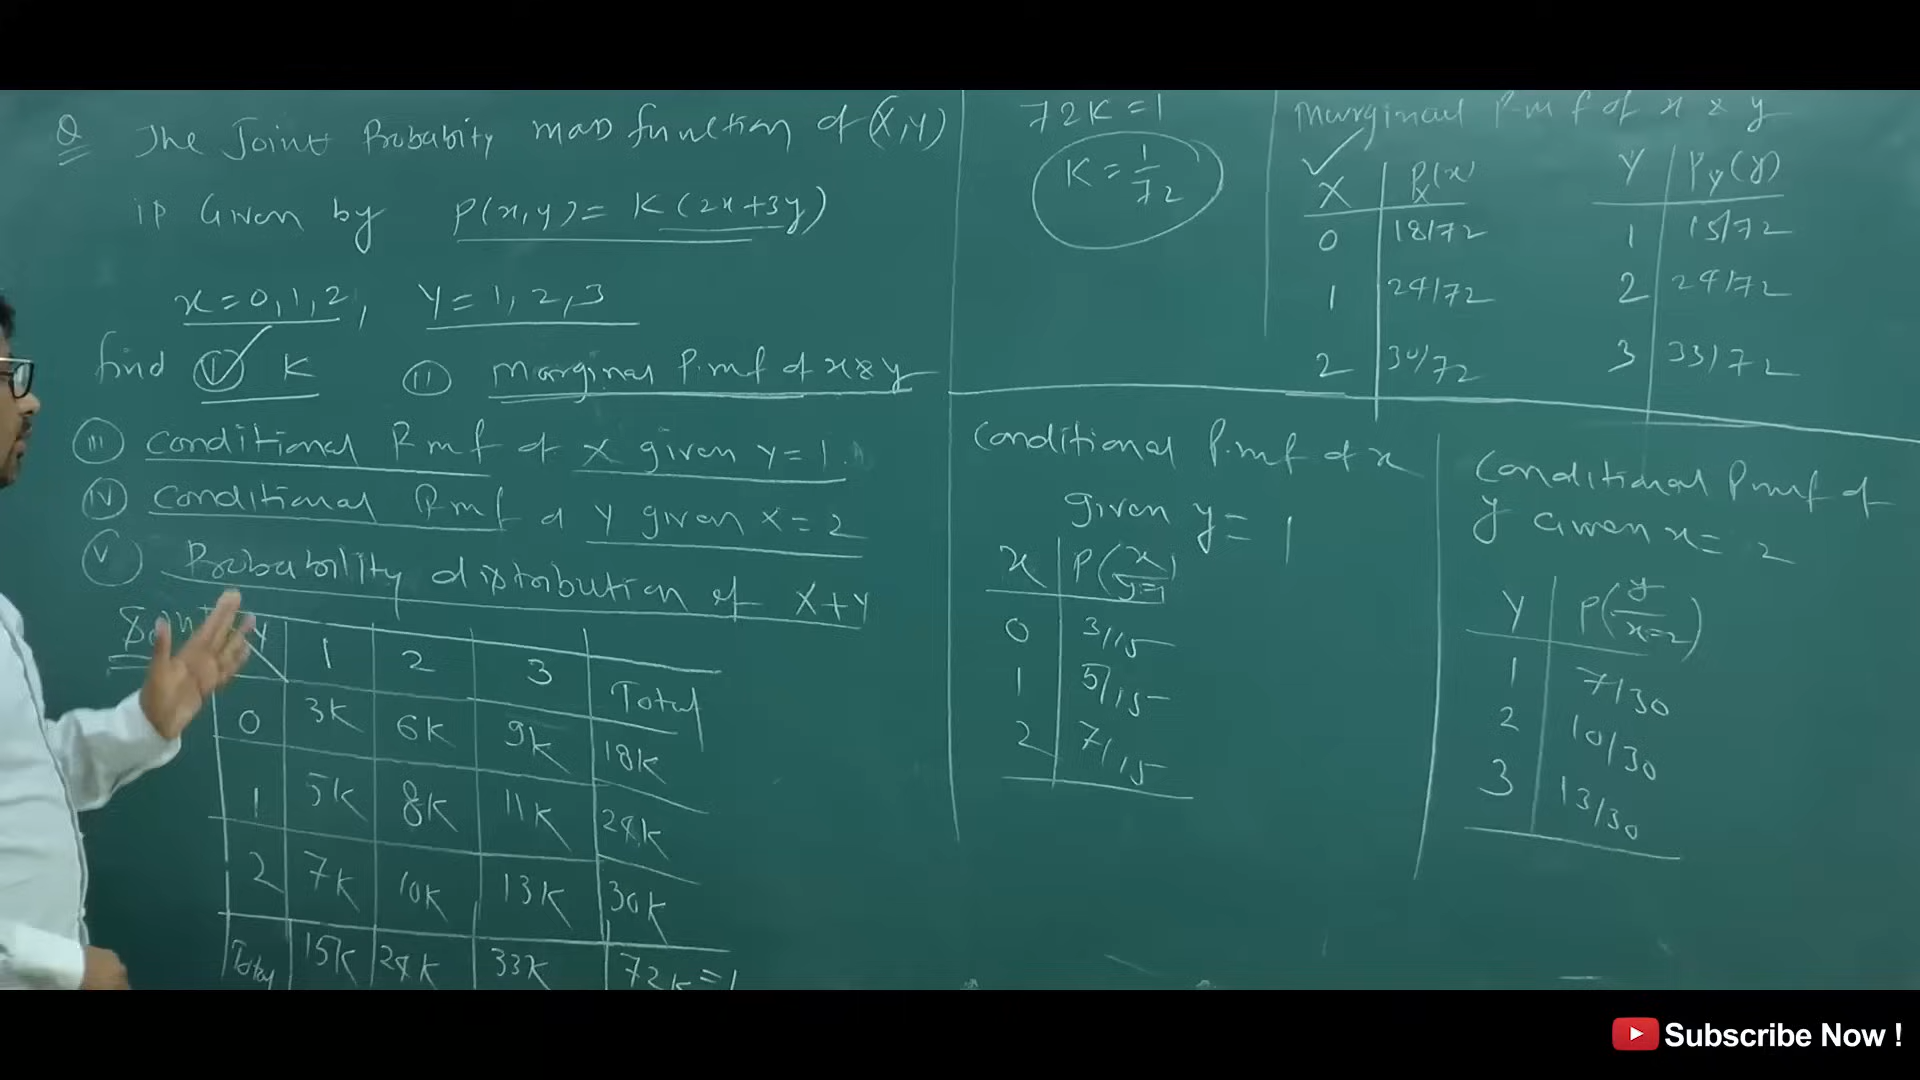 Q The Joint Probabity mass function of (X,Y)
is Given by P(x,y) = K(2x+3y)
x=0,1,2, Y=1,2,3
find (i) K (ii) Marginal P.m.f of x & y
(iii) Conditional P.m.f of X given Y=1.
(iv) Conditional P.m.f of Y given X=2
(v) Probability distribution of X+Y
Y 1 2 3 Total
0 3K 6K 9K 18K
1 5K 8K 11K 24K
2 7K 10K 13K 30K
Total 15K 24K 33K 72K=1
72K=1
K=1/72
Marginal P.m.f of x & y
X Px(x)
0 18/72
1 24/72
2 30/72
Y Py(y)
1 15/72
2 24/72
3 33/72
Conditional P.m.f of x
given y= 1
x P(x/y=1)
0 3/15
1 5/15
2 7/15
Conditional P.m.f of
y given x= 2
Y P(y/x=2)
1 7/30
2 10/30
3 13/30
Subscribe Now !